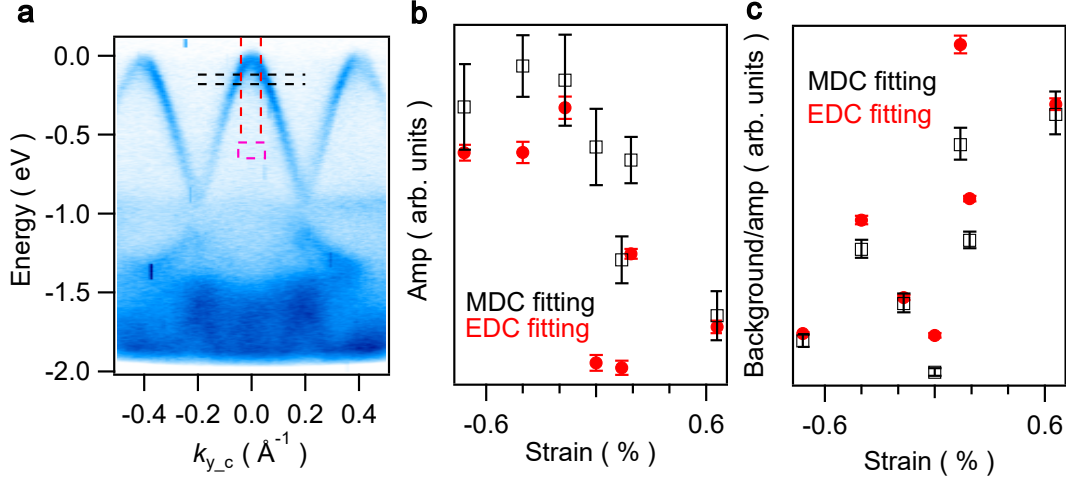 a
Energy ( eV )
0.0
-0.5
-1.0
-1.5
-2.0
-0.4
-0.2
0.0
0.2
0.4
k_{y_c} ( Å^{-1} )
b
Amp ( arb. units )
MDC fitting
EDC fitting
-0.6
0.6
Strain ( % )
c
Background/amp ( arb. units )
MDC fitting
EDC fitting
-0.6
0.6
Strain ( % )